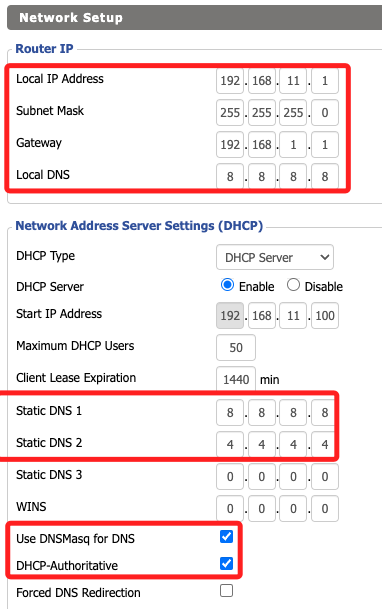 Network Setup
Router IP
Local IP Address 192.168.11.1
Subnet Mask 255.255.255.0
Gateway 192.168.1.1
Local DNS 8.8.8.8
Network Address Server Settings (DHCP)
DHCP Type DHCP Server
DHCP Server Enable Disable
Start IP Address 192.168.11.100
Maximum DHCP Users 50
Client Lease Expiration 1440 min
Static DNS 1 8.8.8.8
Static DNS 2 4.4.4.4
Static DNS 3 0.0.0.0
WINS 0.0.0.0
Use DNSMasq for DNS
DHCP-Authoritative
Forced DNS Redirection